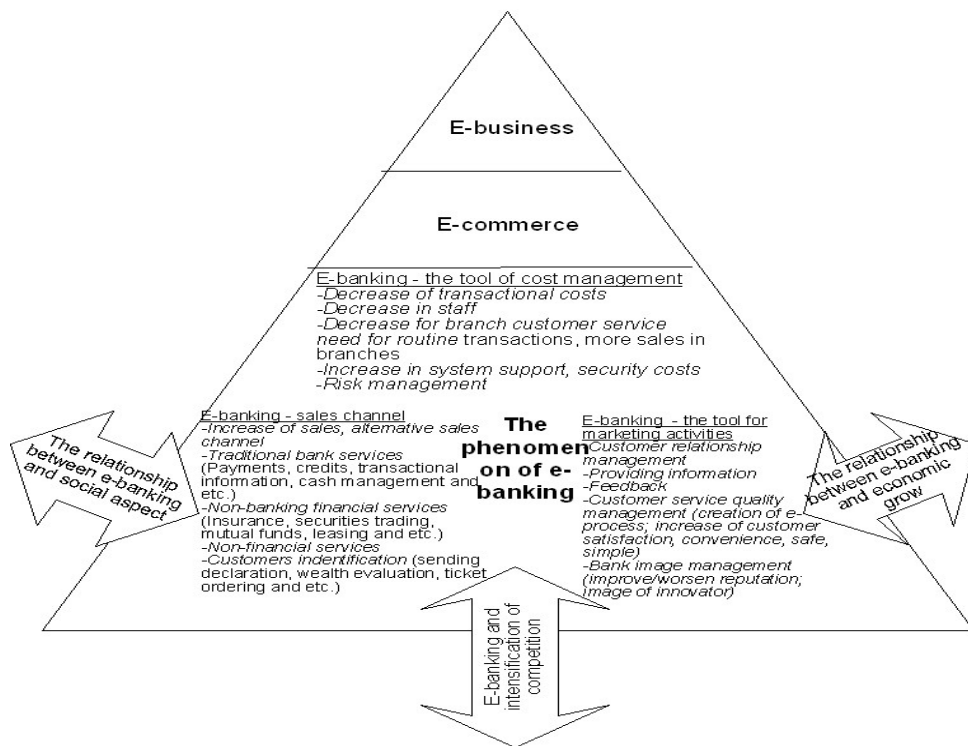 E-business
E-commerce
E-banking - the tool of cost management
-Decrease of transactional costs
-Decrease in staff
-Decrease for branch customer service
need for routine transactions, more sales in
branches
-Increase in system support, security costs
-Risk management
E-banking - sales channel
-Increase of sales, alternative sales
channel
-Traditional bank services
(Payments, credits, transactional
information, cash management and
etc.)
-Non-banking financial services
(Insurance, securities trading,
mutual funds, leasing and etc.)
-Non-financial services
-Customers indentification (sending
declaration, wealth evaluation, ticket
ordering and etc.)
The
phenomen
on of e-
banking
E-banking - the tool for
marketing activities
-Customer relationship
management
-Providing information
-Feedback
-Customer service quality
management (creation of e-
process; increase of customer
satisfaction, convenience, safe,
simple)
-Bank image management
(improve/worsen reputation;
image of innovator)
The relationship
between e-banking
and social aspect
The relationship
between e-banking
and economic
grow
E-banking and
intensification of
competition